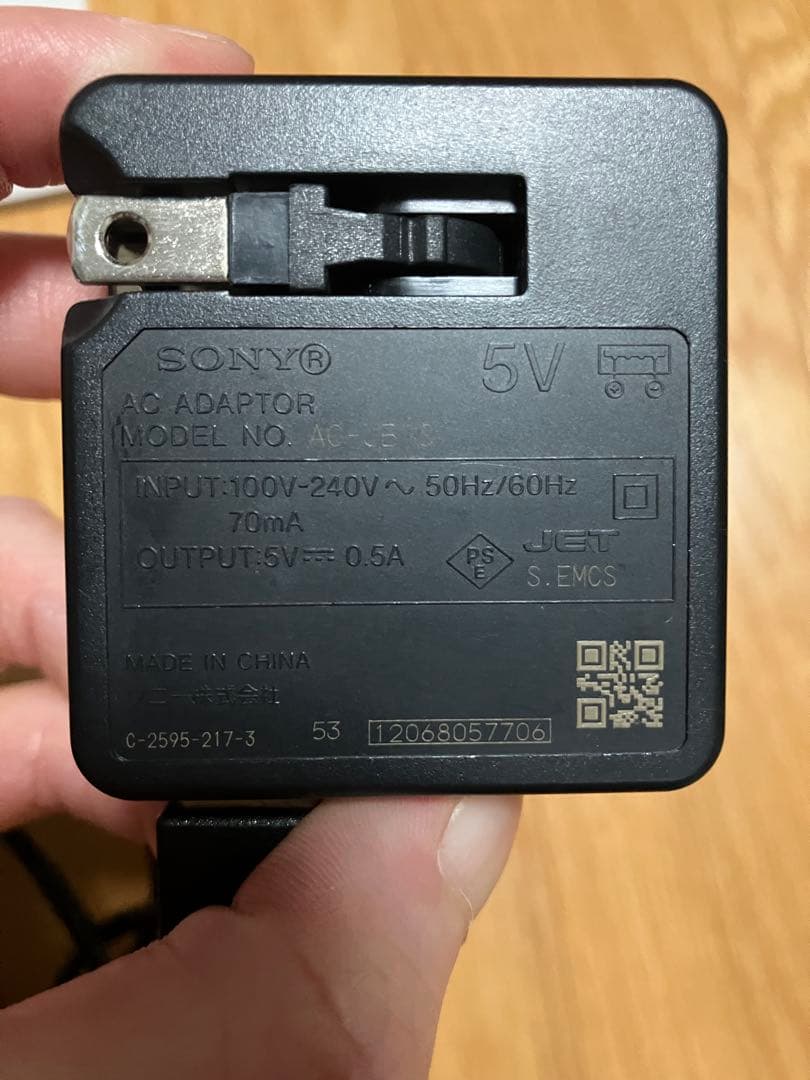 SONY®
5V
AC ADAPTOR
MODEL NO.
INPUT:100V-240V～ 50Hz/60Hz
70mA
OUTPUT:5V⎓ 0.5A
PS
E
JET
S.EMCS
MADE IN CHINA
ソニー株式会社
C-2595-217-3
53
12068057706